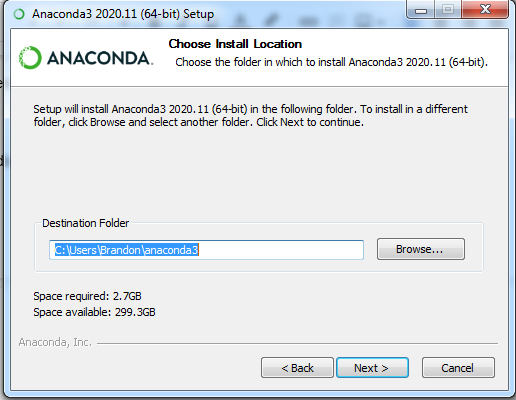 Anaconda3 2020.11 (64-bit) Setup
ANACONDA.
Choose Install Location
Choose the folder in which to install Anaconda3 2020.11 (64-bit).
Setup will install Anaconda3 2020.11 (64-bit) in the following folder. To install in a different
folder, click Browse and select another folder. Click Next to continue.
Destination Folder
C:\Users\Brandon\anaconda3
Browse...
Space required: 2.7GB
Space available: 299.3GB
Anaconda, Inc.
< Back
Next >
Cancel